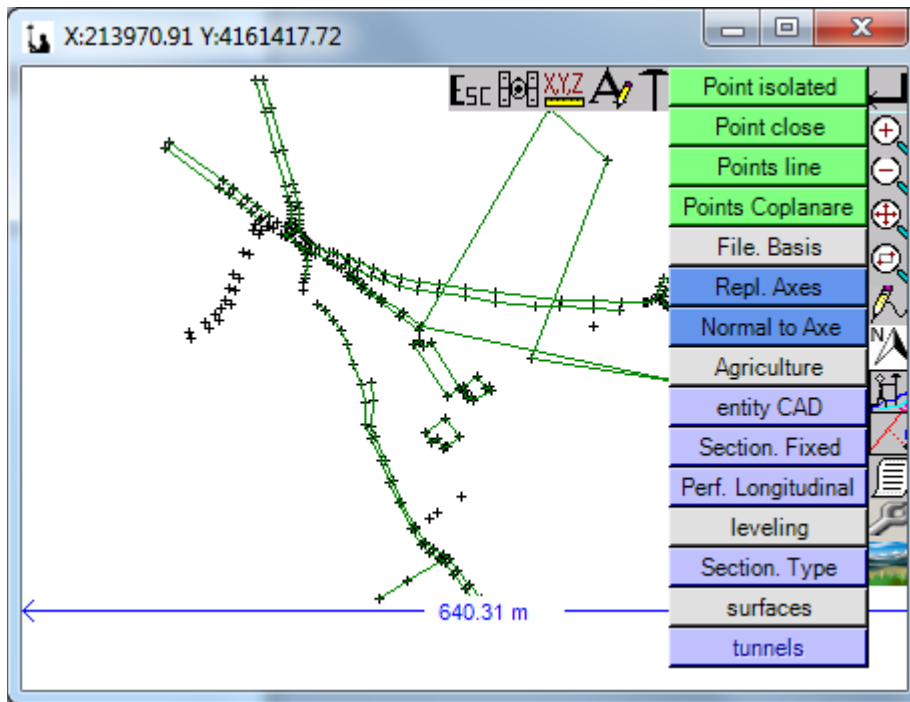 X:213970.91 Y:4161417.72
Esc X,Y,Z A T
Point isolated
Point close
Points line
Points Coplanare
File. Basis
Repl. Axes
Normal to Axe
N
Agriculture
entity CAD
Section. Fixed
Perf. Longitudinal
leveling
Section. Type
640.31 m
surfaces
tunnels